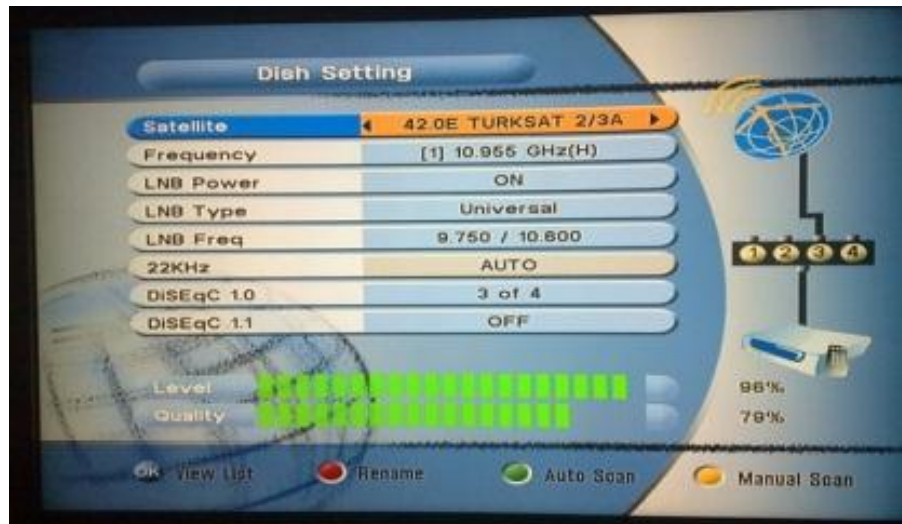 Dish Setting
Satellite 42.0E TURKSAT 2/3A
Frequency [1] 10.955 GHz(H)
LNB Power ON
LNB Type Universal
LNB Freq 9.750 / 10.600
22KHz AUTO
DiSEqC 1.0 3 of 4
DiSEqC 1.1 OFF
1 2 3 4
Level 96%
Quality 79%
OK View List Rename Auto Scan Manual Scan